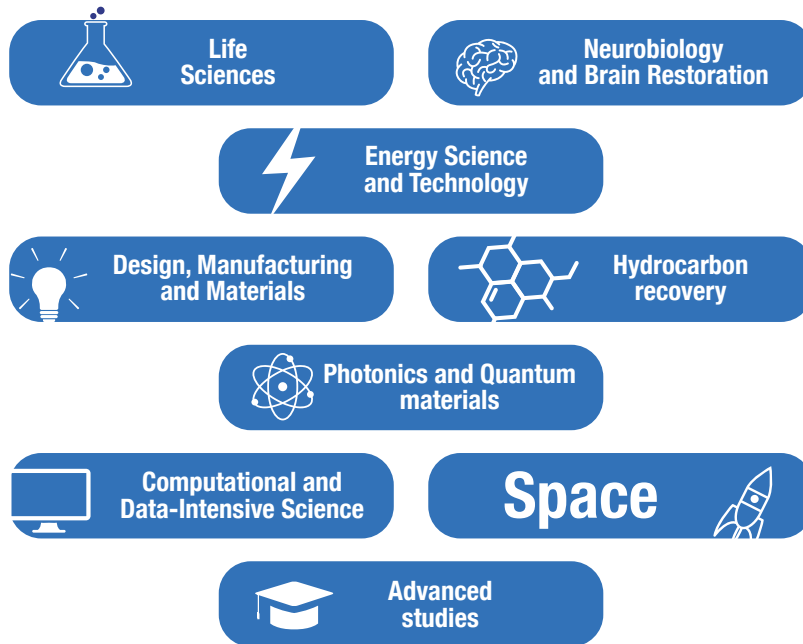 Life
Sciences
Neurobiology
and Brain Restoration
Energy Science
and Technology
Design, Manufacturing
and Materials
Hydrocarbon
recovery
Photonics and Quantum
materials
Computational and
Data-Intensive Science
Space
Advanced
studies